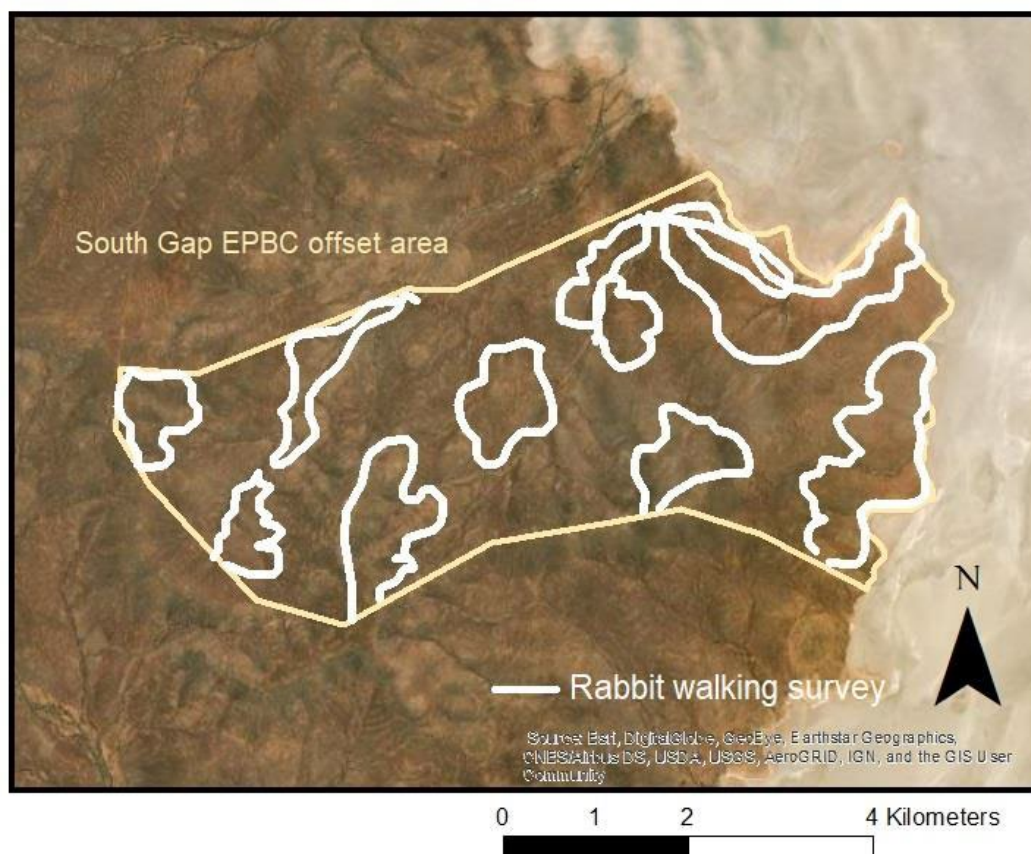 South Gap EPBC offset area
N
Rabbit walking survey
Source: Esri, DigitalGlobe, GeoEye, Earthstar Geographics,
CNES/Airbus DS, USDA, USGS, AeroGRID, IGN, and the GIS User
Community
0 1 2 4 Kilometers